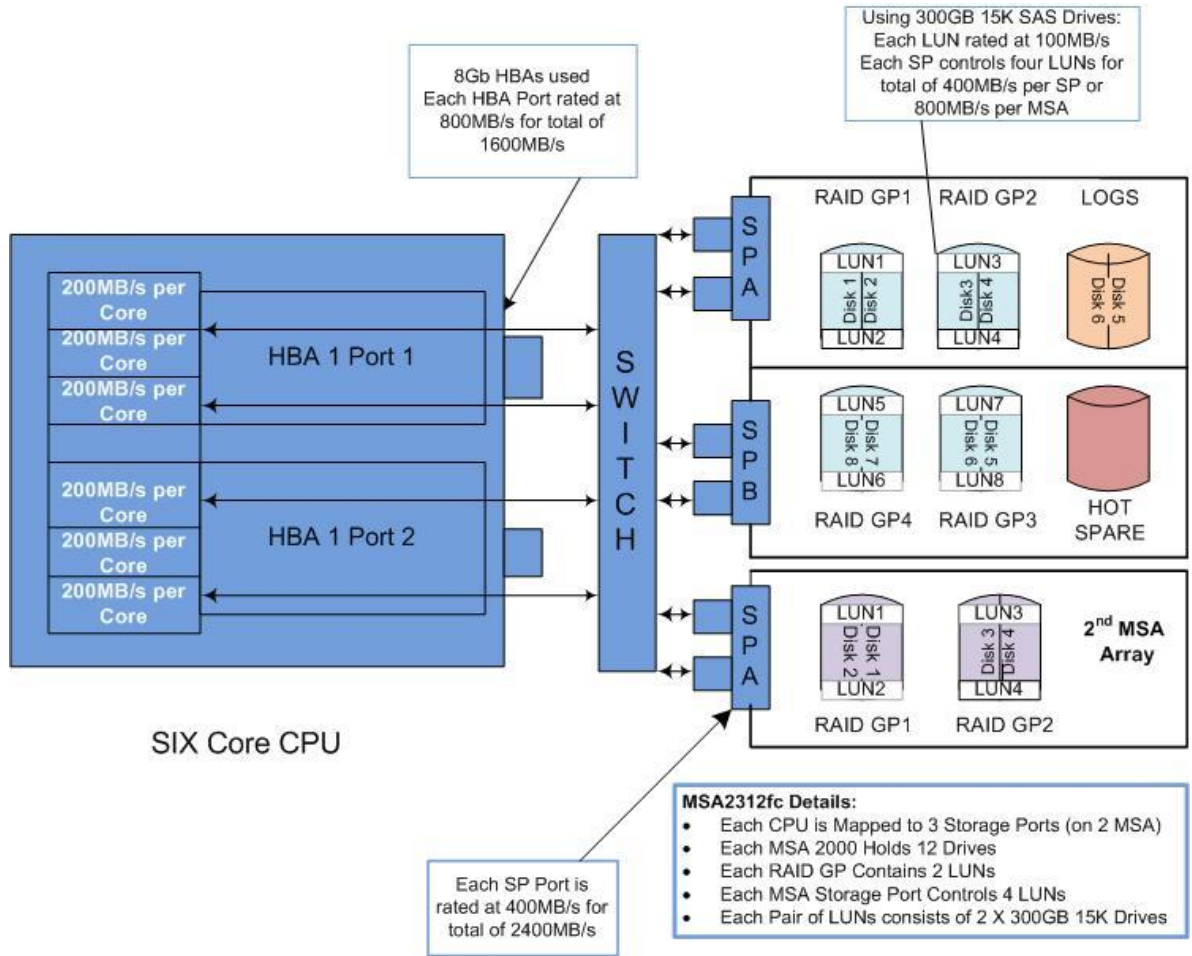 Using 300GB 15K SAS Drives:
Each LUN rated at 100MB/s
Each SP controls four LUNs for
total of 400MB/s per SP or
800MB/s per MSA
8Gb HBAs used
Each HBA Port rated at
800MB/s for total of
1600MB/s
200MB/s per
Core
200MB/s per
Core
200MB/s per
Core
HBA 1 Port 1
200MB/s per
Core
200MB/s per
Core
200MB/s per
Core
HBA 1 Port 2
SIX Core CPU
SWITCH
SPA
RAID GP1
RAID GP2
LOGS
LUN1
Disk 1
Disk 2
LUN2
LUN3
Disk3
Disk 4
LUN4
Disk 6
Disk 5
SPB
LUN5
Disk 8
Disk 7
LUN6
RAID GP4
LUN7
Disk 6
Disk 5
LUN8
RAID GP3
HOT
SPARE
SPA
LUN1
Disk 2
Disk 1
LUN2
RAID GP1
LUN3
Disk 3
Disk 4
LUN4
RAID GP2
2nd MSA
Array
Each SP Port is
rated at 400MB/s for
total of 2400MB/s
MSA2312fc Details:
• Each CPU is Mapped to 3 Storage Ports (on 2 MSA)
• Each MSA 2000 Holds 12 Drives
• Each RAID GP Contains 2 LUNs
• Each MSA Storage Port Controls 4 LUNs
• Each Pair of LUNs consists of 2 X 300GB 15K Drives